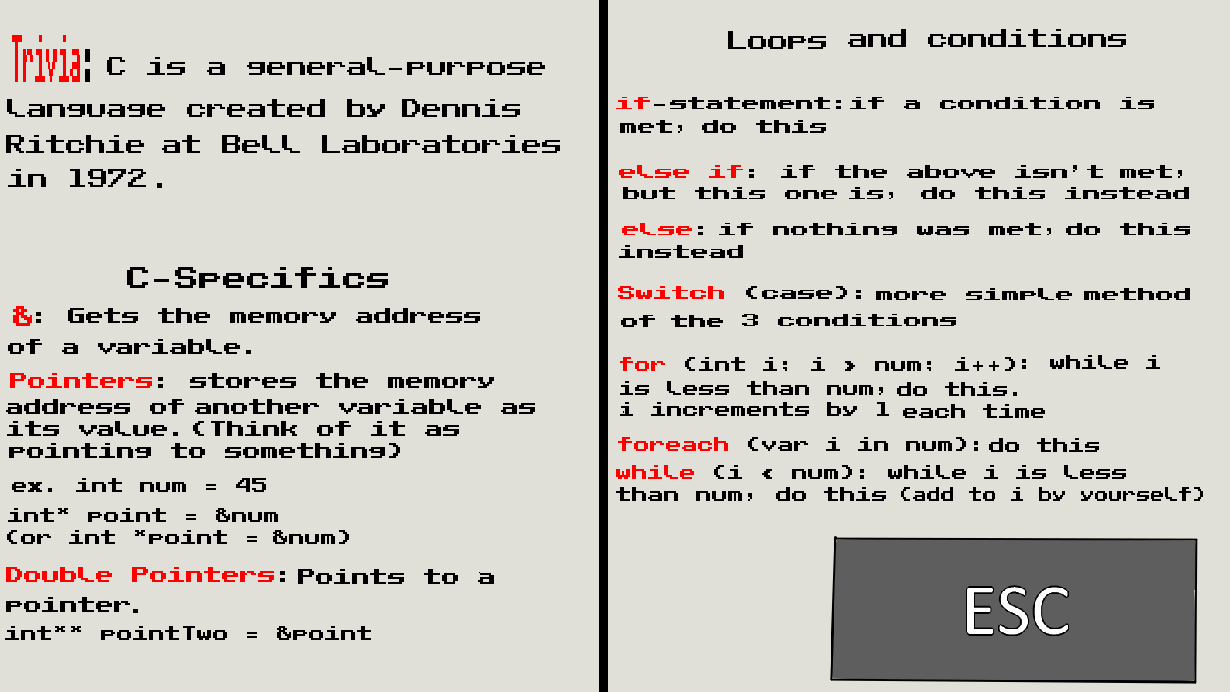 Trivia: C is a general-purpose
language created by Dennis
Ritchie at Bell Laboratories
in 1972.
C-Specifics
&: Gets the memory address
of a variable.
Pointers: stores the memory
address of another variable as
its value. (Think of it as
pointing to something)
ex. int num = 45
int* point = &num
(or int *point = &num)
Double Pointers: Points to a
pointer.
int** pointTwo = &point
Loops and conditions
if-statement: if a condition is
met, do this
else if: if the above isn't met,
but this one is, do this instead
else: if nothing was met, do this
instead
Switch (case): more simple method
of the 3 conditions
for (int i; i > num; i++): while i
is less than num, do this.
i increments by 1 each time
foreach (var i in num): do this
while (i < num): while i is less
than num, do this (add to i by yourself)
ESC